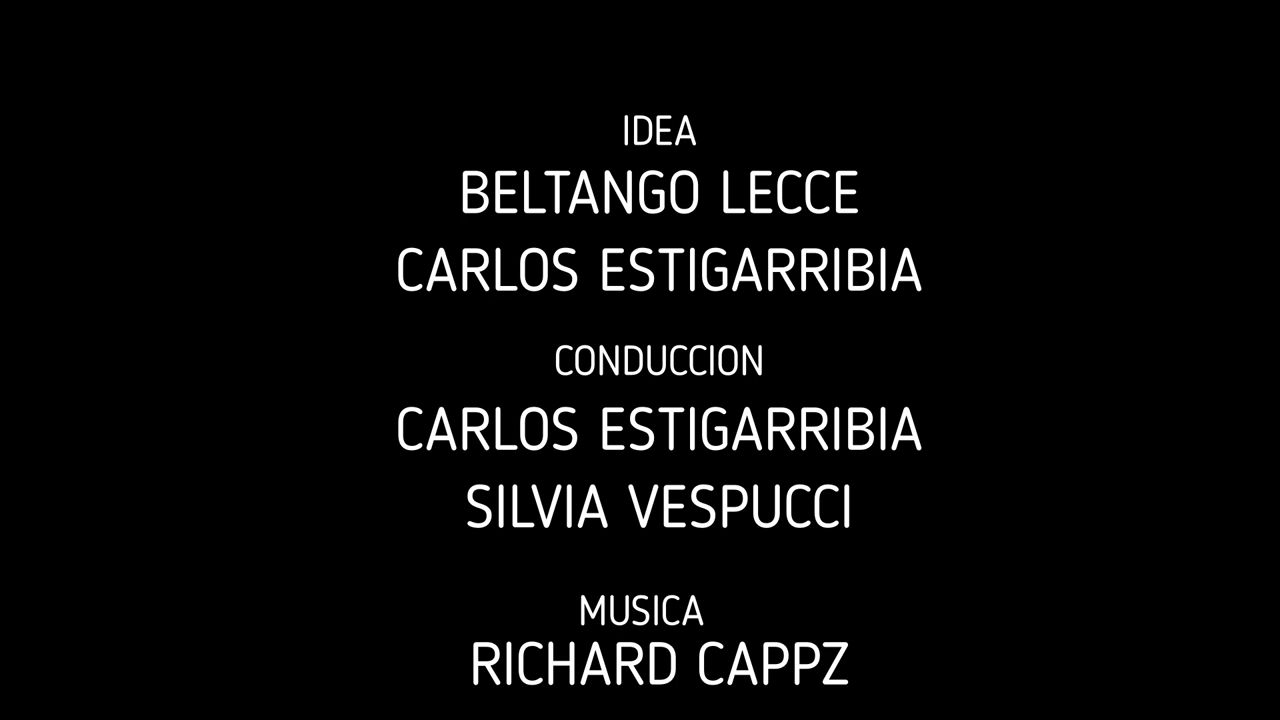 IDEA
BELTANGO LECCE
CARLOS ESTIGARRIBIA
CONDUCCION
CARLOS ESTIGARRIBIA
SILVIA VESPUCCI
MUSICA
RICHARD CAPPZ